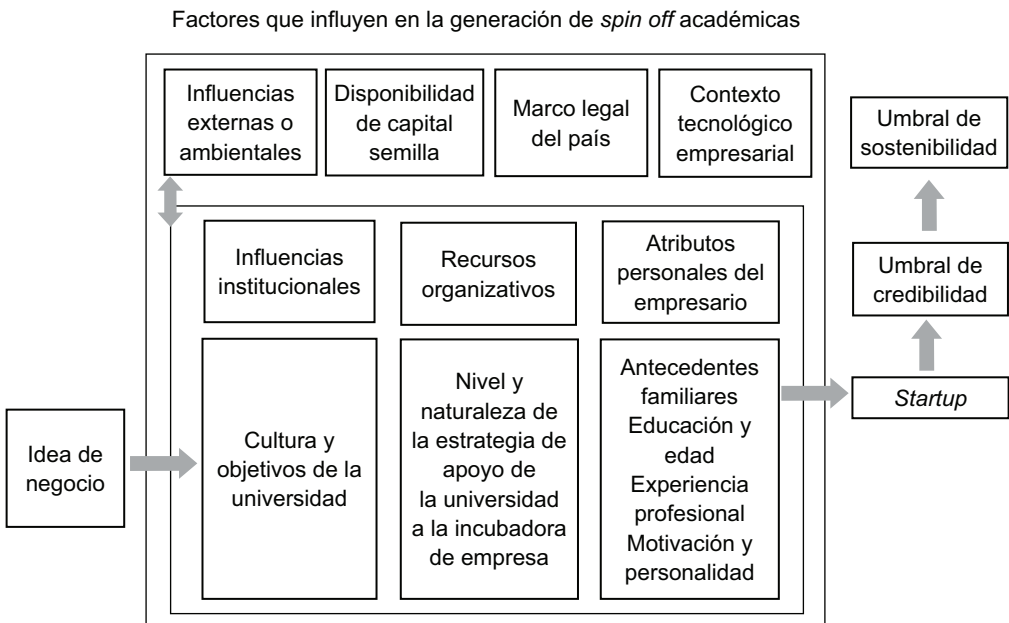 Factores que influyen en la generación de spin off académicas
Influencias
externas o
ambientales
Disponibilidad
de capital
semilla
Marco legal
del país
Contexto
tecnológico
empresarial
Umbral de
sostenibilidad
Influencias
institucionales
Recursos
organizativos
Atributos
personales del
empresario
Umbral de
credibilidad
Idea de
negocio
Cultura y
objetivos de la
universidad
Nivel y
naturaleza de
la estrategia de
apoyo de
la universidad
a la incubadora
de empresa
Antecedentes
familiares
Educación y
edad
Experiencia
profesional
Motivación y
personalidad
Startup